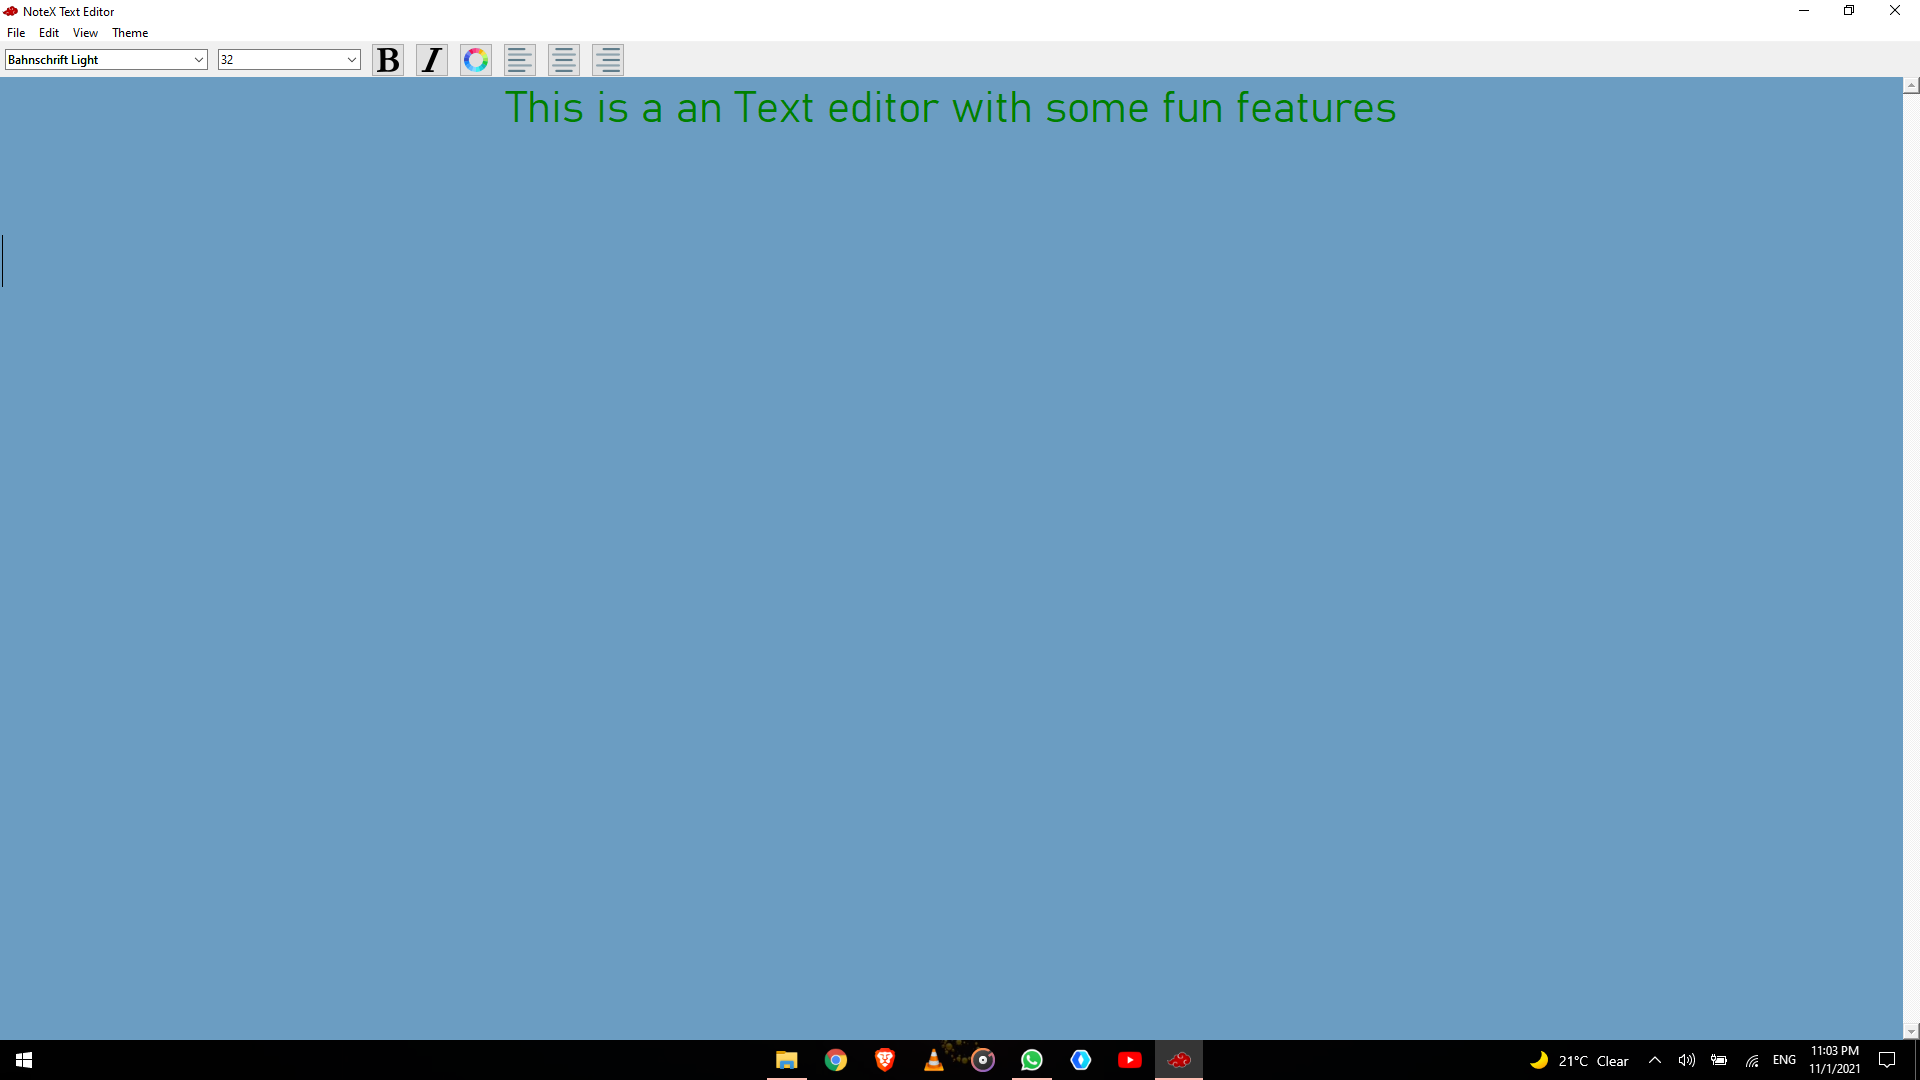 NoteX Text Editor
File Edit View Theme
Bahnschrift Light 32 B I
This is a an Text editor with some fun features
21°C Clear ENG 11:03 PM
11/1/2021